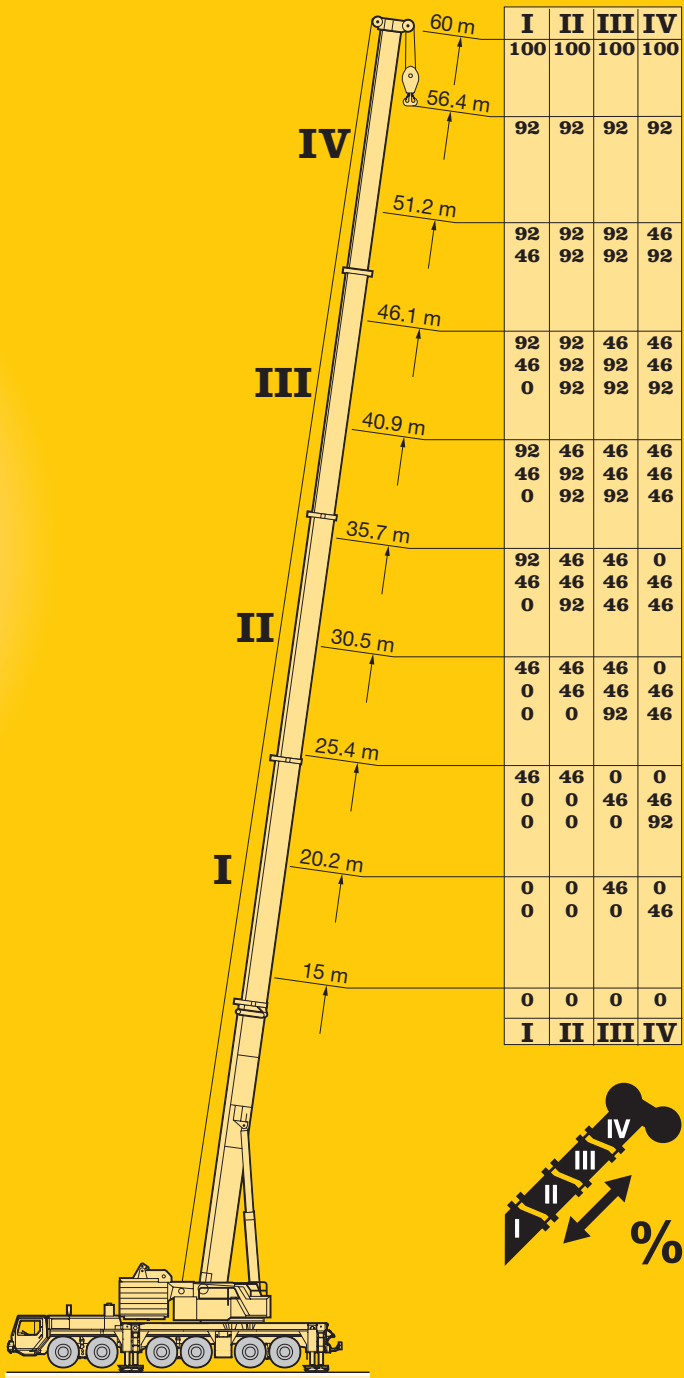 60 m
I II III IV
100 100 100 100
56.4 m
92 92 92 92
IV
51.2 m
92 92 92 46
46 92 92 92
46.1 m
92 92 46 46
46 92 92 46
0 92 92 92
III
40.9 m
92 46 46 46
46 92 46 46
0 92 92 46
35.7 m
92 46 46 0
46 46 46 46
0 92 46 46
II
30.5 m
46 46 46 0
0 46 46 46
0 0 92 46
25.4 m
46 46 0 0
0 0 46 46
0 0 0 92
I
20.2 m
0 0 46 0
0 0 0 46
15 m
0 0 0 0
I II III IV
IV
III
II
I
%